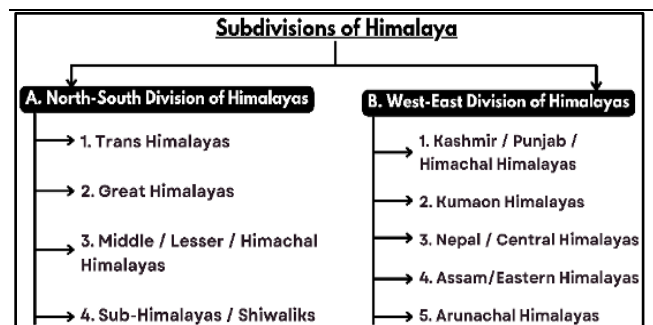 Subdivisions of Himalaya
A. North-South Division of Himalayas
1. Trans Himalayas
2. Great Himalayas
3. Middle / Lesser / Himachal
Himalayas
4. Sub-Himalayas / Shiwaliks
B. West-East Division of Himalayas
1. Kashmir / Punjab /
Himachal Himalayas
2. Kumaon Himalayas
3. Nepal / Central Himalayas
4. Assam/Eastern Himalayas
5. Arunachal Himalayas